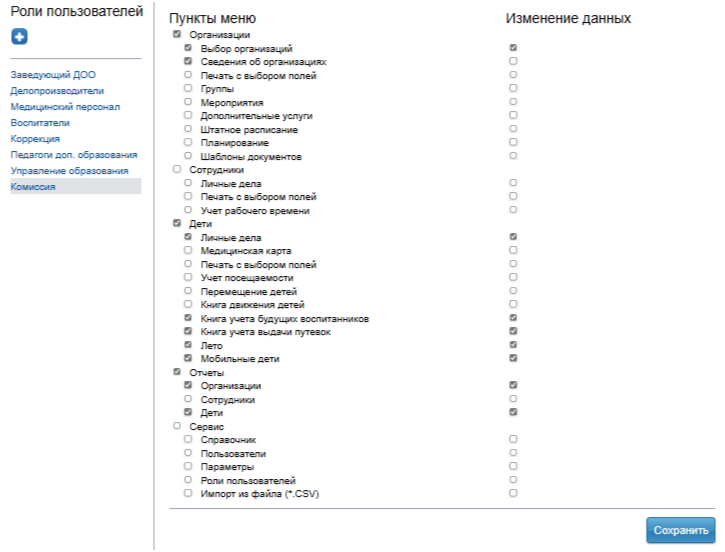 Роли пользователей
Заведующий ДОО
Делопроизводители
Медицинский персонал
Воспитатели
Коррекция
Педагоги доп. образования
Управление образования
Комиссия
Пункты меню
Изменение данных
Организации
Выбор организаций
Сведения об организациях
Печать с выбором полей
Группы
Мероприятия
Дополнительные услуги
Штатное расписание
Планирование
Шаблоны документов
Сотрудники
Личные дела
Печать с выбором полей
Учет рабочего времени
Дети
Личные дела
Медицинская карта
Печать с выбором полей
Учет посещаемости
Перемещение детей
Книга движения детей
Книга учета будущих воспитанников
Книга учета выдачи путевок
Лето
Мобильные дети
Отчеты
Организации
Сотрудники
Дети
Сервис
Справочник
Пользователи
Параметры
Роли пользователей
Импорт из файла (*.CSV)
Сохранить